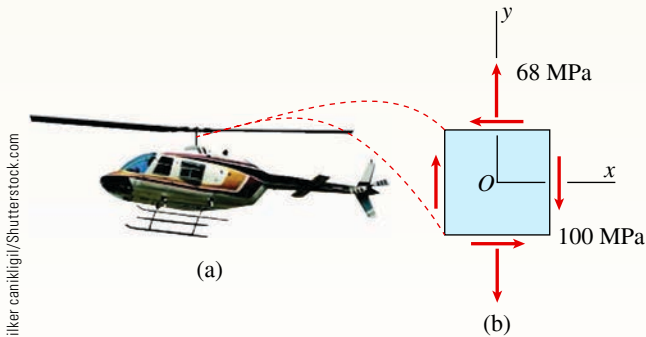 y
68 MPa
x
O
100 MPa
(a)
(b)
ilker canikligil/Shutterstock.com